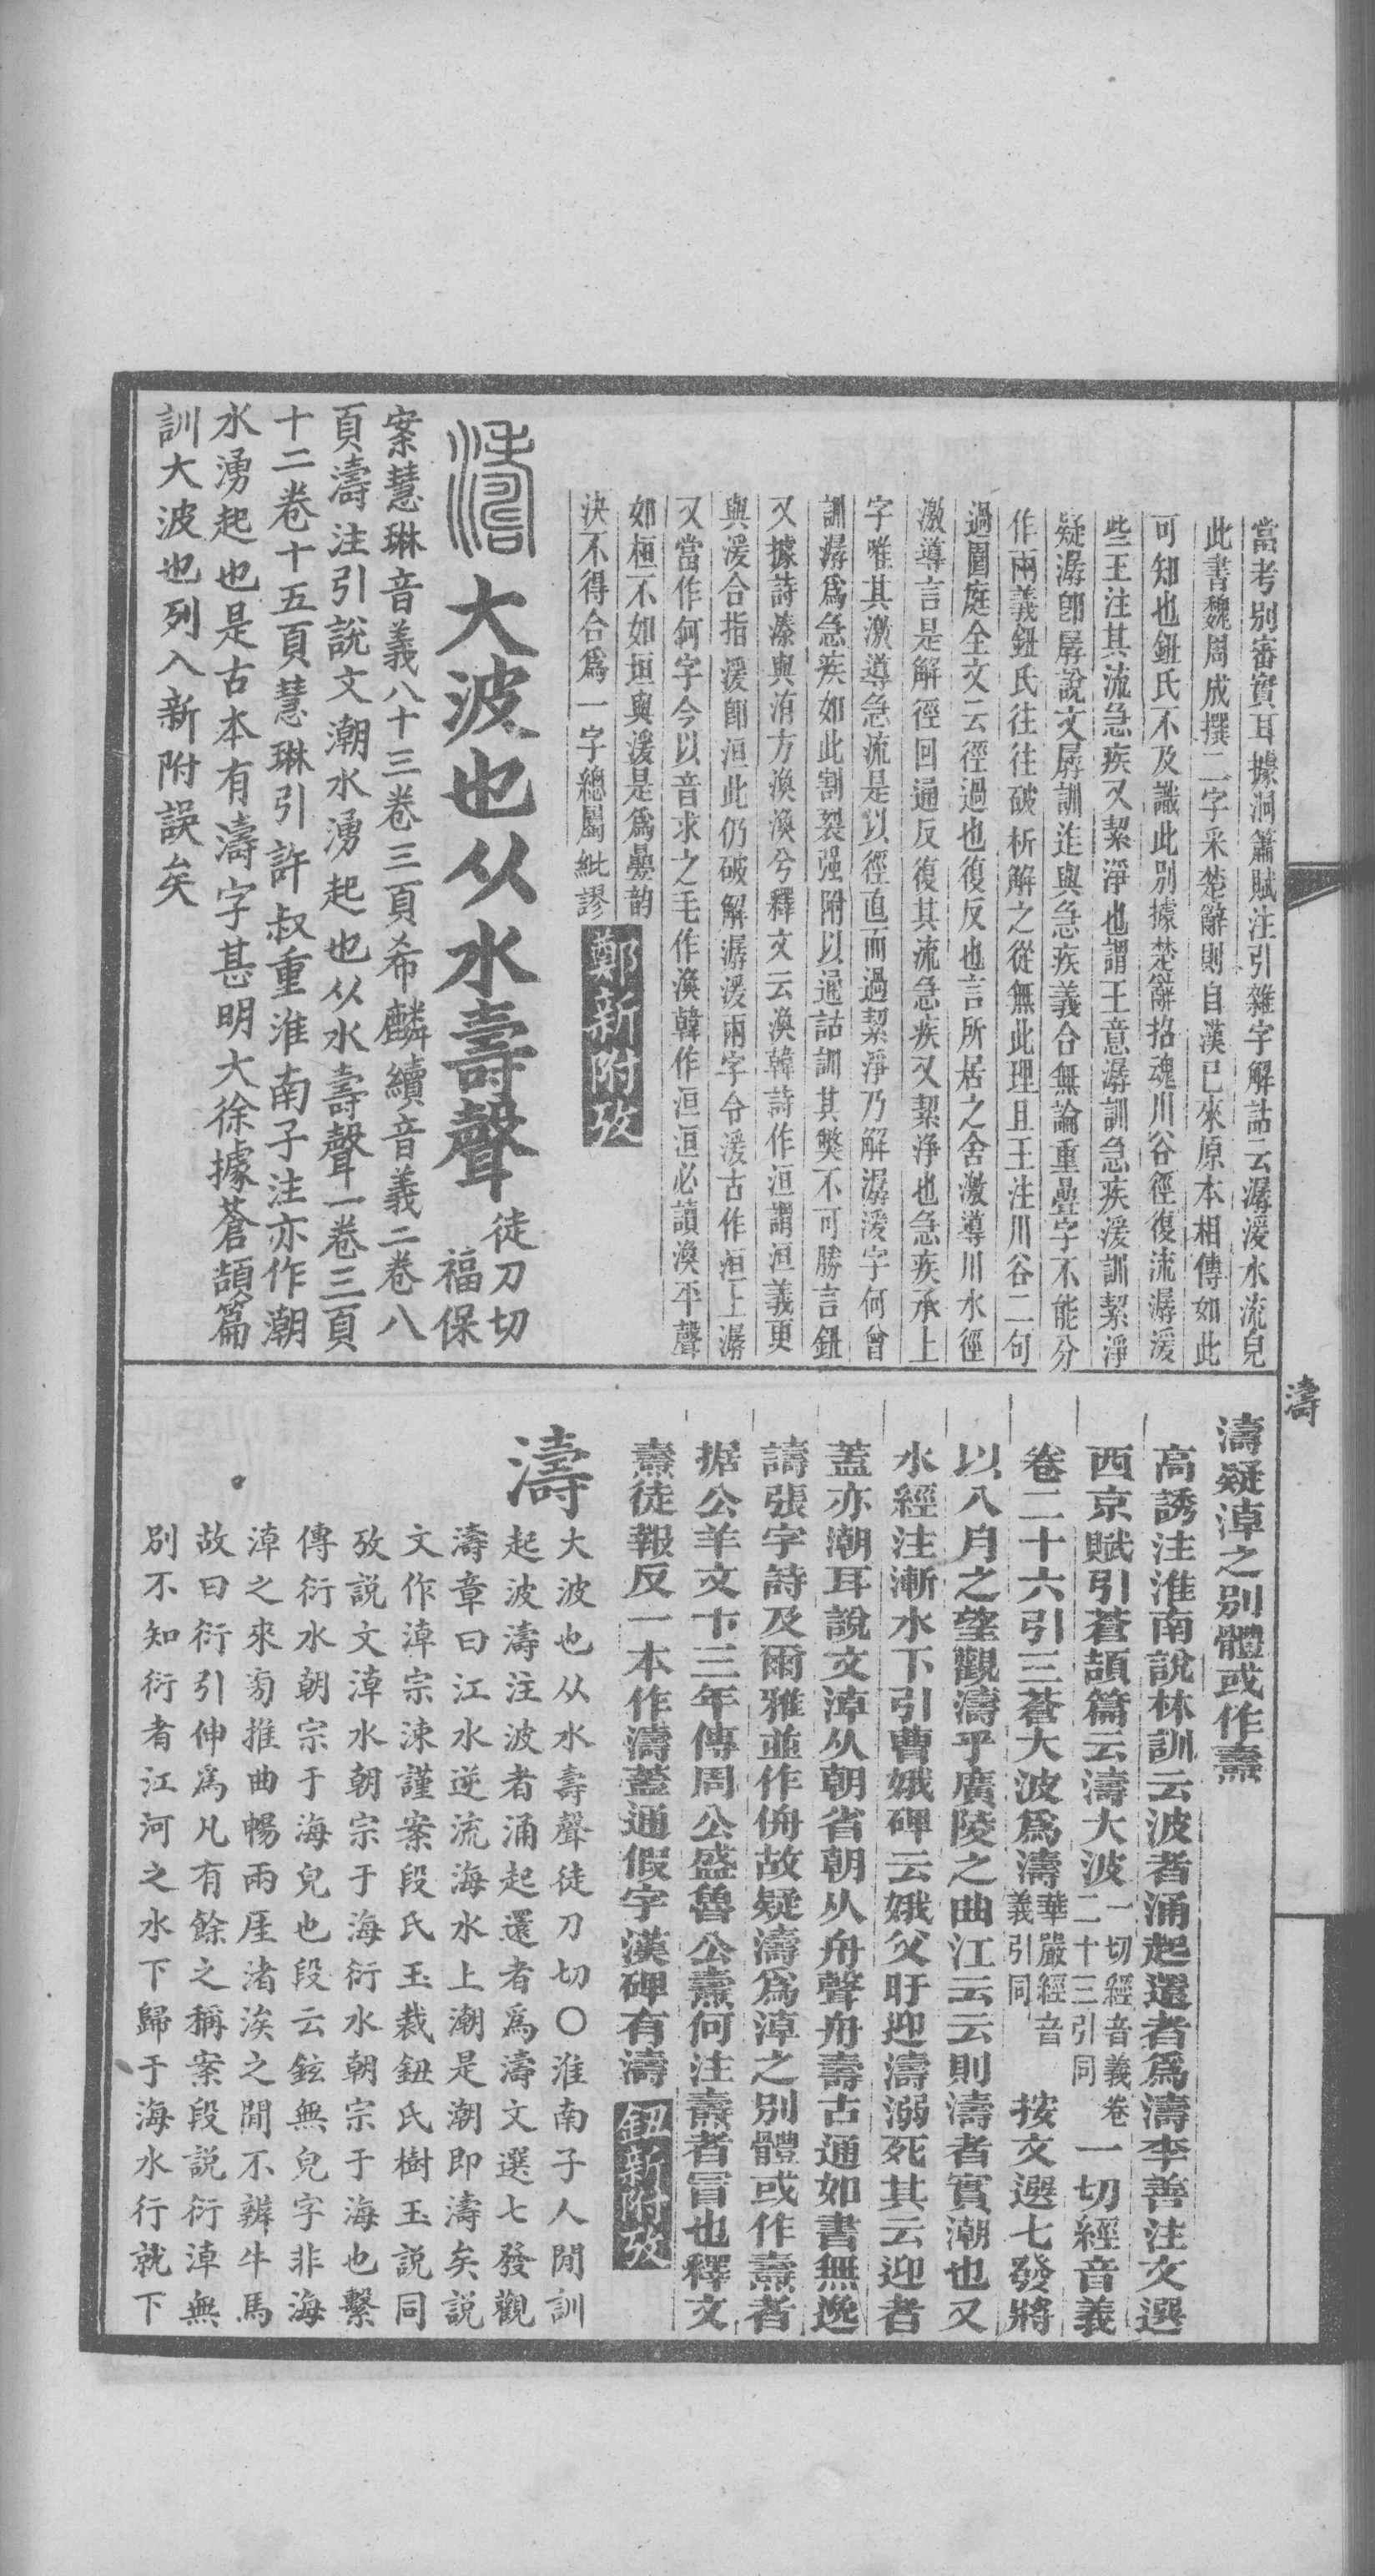 當考別審實耳據洞簫賦注引雜字解詁云潺湲水流皃
此書魏周成撰二字采楚辭則自漢已來原本相傳如此
可知也鈕氏不及識此別據楚辭招魂川谷徑復流潺湲
些王注其流急疾又絜淨也謂王意潺訓急疾湲訓絜淨
疑潺卽孱說文孱訓迮與急疾義合無論重疊字不能分
作兩義鈕氏往往破析解之從無此理且王注川谷二句
過園庭全文云徑過也復反也言所居之舍激導川水徑
激導言是解徑回通反復其流急疾又絜净也急疾承上
字唯其激導急流是以徑直而過絜淨乃解潺湲字何曾
訓潺爲急疾如此割裂强附以通詁訓其獘不可勝言鈕
又據詩溱與洧方渙渙兮釋文云渙韓詩作洹謂洹義更
與湲合指湲卽洹此仍破解潺湲兩字令湲古作洹上潺
又當作何字今以音求之毛作渙韓作洹洹必讀渙平聲
如桓不如垣與湲是爲疊韵
決不得合爲一字總屬紕謬
鄭新附攷
大波也从水壽聲
徒刀切
福保
案慧琳音義八十三卷三頁希麟續音義二卷八
頁濤注引說文潮水湧起也从水壽聲一卷三頁
十二卷十五頁慧琳引許叔重淮南子注亦作潮
水湧起也是古本有濤字甚明大徐據蒼頡篇
訓大波也列入新附誤矣
濤
濤疑淖之別體或作燾
高誘注淮南說林訓云波者涌起還者爲濤李善注文選
西京賦引蒼頡篇云濤大波
一切經音義卷
二十三引同
一切經音義
卷二十六引三蒼大波爲濤
華嚴經音
義引同
按文選七發將
以八月之望觀濤乎廣陵之曲江云云則濤者實潮也又
水經注漸水下引曹娥碑云娥父盱迎濤溺死其云迎者
蓋亦潮耳說文淖从朝省朝从舟聲舟壽古通如書無逸
譸張字詩及爾雅並作侜故疑濤爲淖之別體或作燾者
据公羊文十三年傳周公盛魯公燾何注燾者冒也釋文
燾徒報反一本作濤蓋通假字漢碑有濤
鈕新附攷
濤
大波也从水壽聲徒刀切○淮南子人閒訓
起波濤注波者涌起還者爲濤文選七發觀
濤章曰江水逆流海水上潮是潮即濤矣説
文作淖宗涑謹案段氏玉裁鈕氏樹玉説同
攷説文淖水朝宗于海衍水朝宗于海也繫
傳衍水朝宗于海皃也段云鉉無皃字非海
淖之來旁推曲暢兩厓渚涘之閒不辨牛馬
故曰衍引伸爲凡有餘之稱案段説衍淖無
別不知衍者江河之水下歸于海水行就下